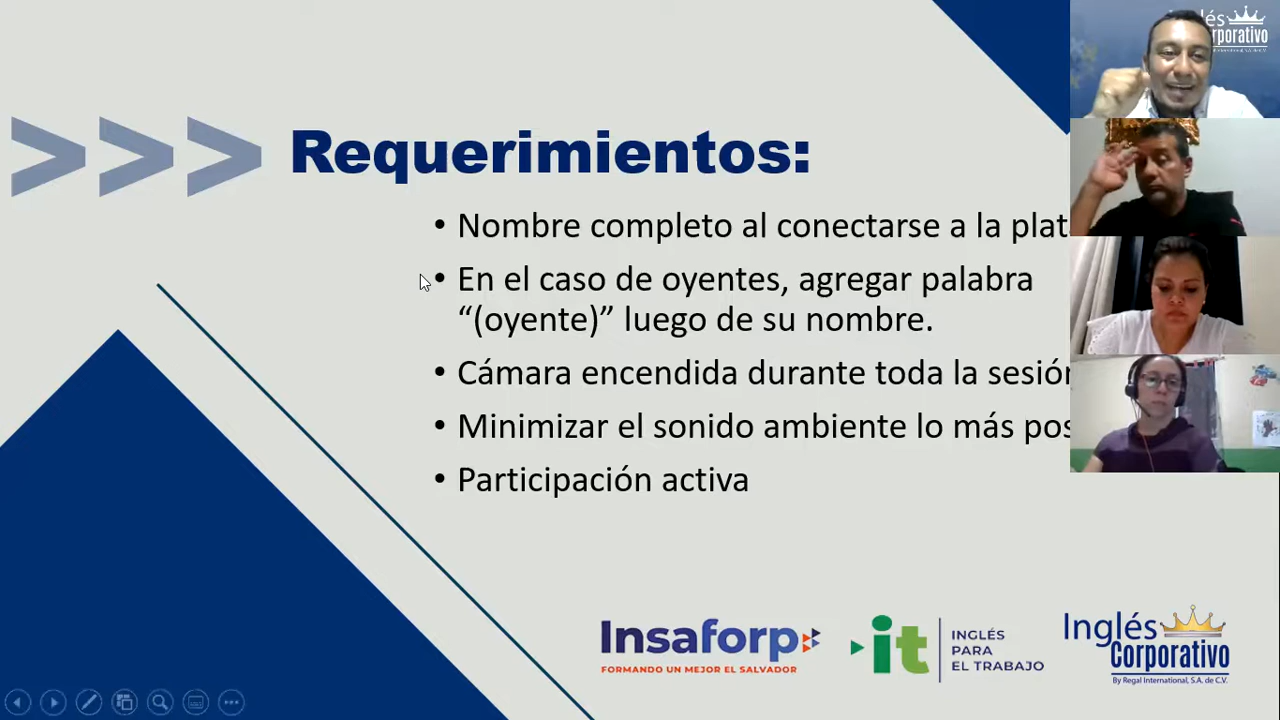 >>> Requerimientos:
• Nombre completo al conectarse a la plat
• En el caso de oyentes, agregar palabra
“(oyente)” luego de su nombre.
• Cámara encendida durante toda la sesión
• Minimizar el sonido ambiente lo más pos
• Participación activa
Insaforp
FORMANDO UN MEJOR EL SALVADOR
it
INGLÉS
PARA
EL TRABAJO
Inglés
Corporativo
By Regal International, S.A. de C.V.